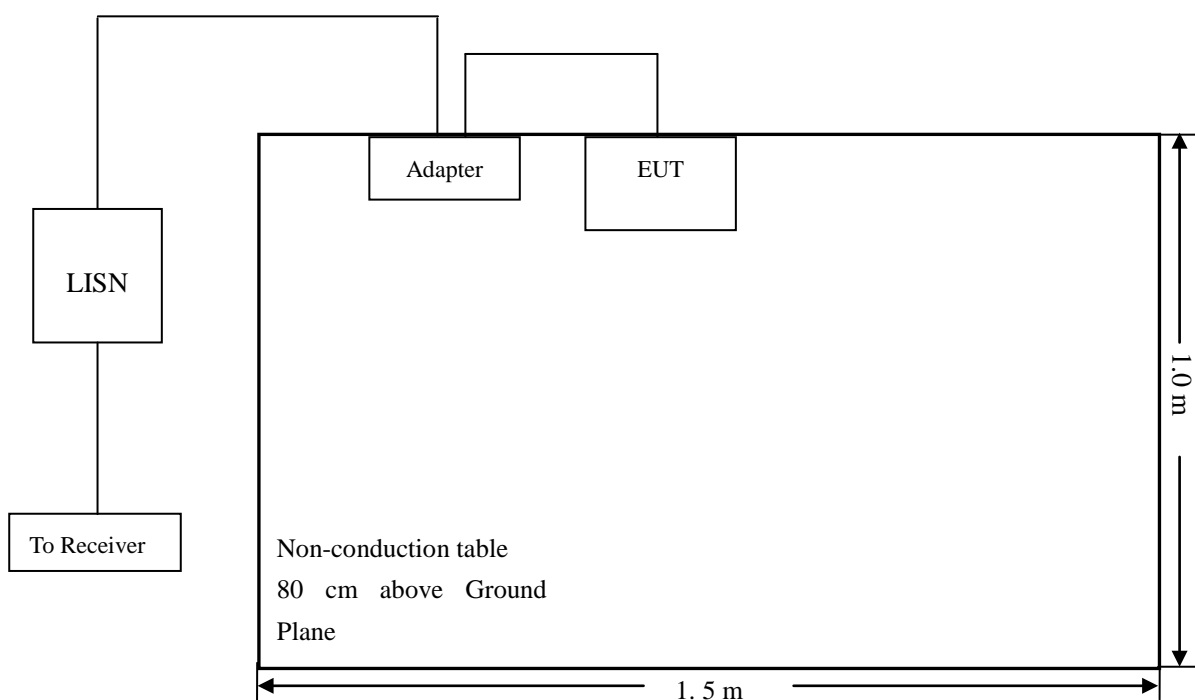 Adapter
EUT
LISN
1.0 m
To Receiver
Non-conduction table
80 cm above Ground
Plane
1. 5 m